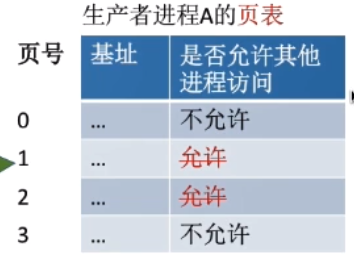 生产者进程A的页表
页号 基址 是否允许其他
进程访问
0 ... 不允许
1 ... 允许
2 ... 允许
3 ... 不允许